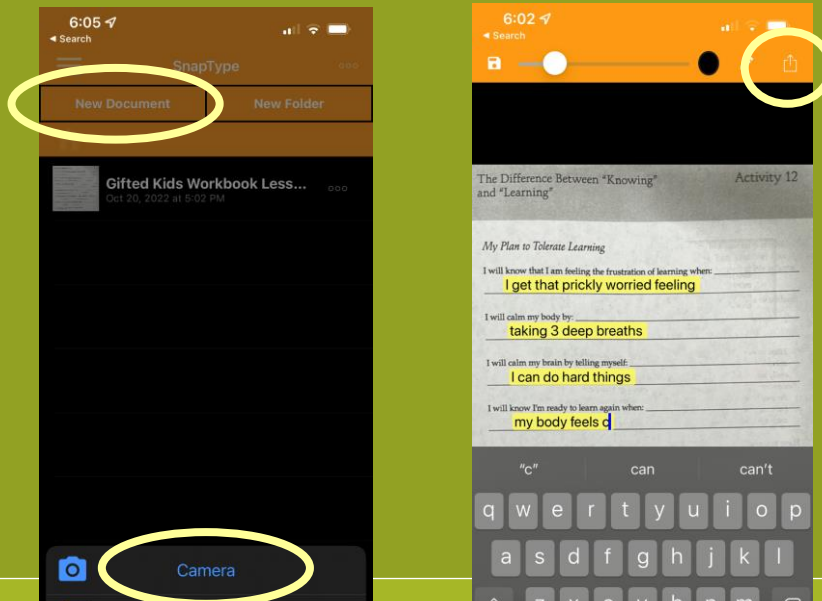 6:05
◀ Search
SnapType
New Document
New Folder
Gifted Kids Workbook Less...
Oct 20, 2022 at 5:02 PM
Camera
6:02
◀ Search
The Difference Between "Knowing"
and "Learning"
Activity 12
My Plan to Tolerate Learning
I will know that I am feeling the frustration of learning when:
I get that prickly worried feeling
I will calm my body by:
taking 3 deep breaths
I will calm my brain by telling myself:
I can do hard things
I will know I'm ready to learn again when:
my body feels c
"c" can can't
q w e r t y u i o p
a s d f g h j k l
z x c v b n m